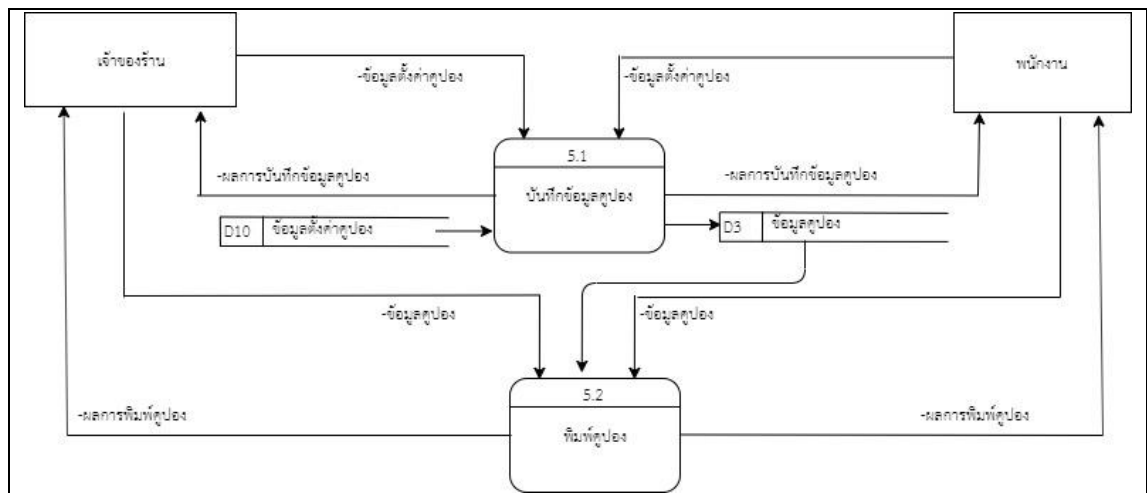 เจ้าของร้าน
พนักงาน
-ข้อมูลตั้งค่าคูปอง
-ข้อมูลตั้งค่าคูปอง
5.1
-ผลการบันทึกข้อมูลคูปอง
บันทึกข้อมูลคูปอง
-ผลการบันทึกข้อมูลคูปอง
D10 ข้อมูลตั้งค่าคูปอง
D3 ข้อมูลคูปอง
-ข้อมูลคูปอง
-ข้อมูลคูปอง
5.2
-ผลการพิมพ์คูปอง
พิมพ์คูปอง
-ผลการพิมพ์คูปอง